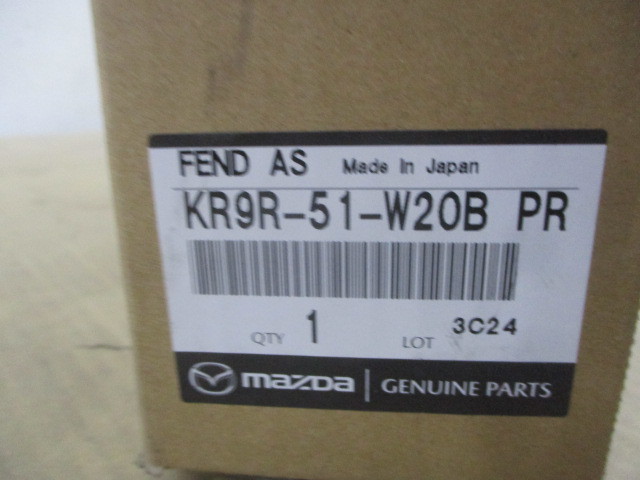 FEND AS Made In Japan
KR9R-51-W20B PR
QTY 1 LOT 3C24
mazda GENUINE PARTS